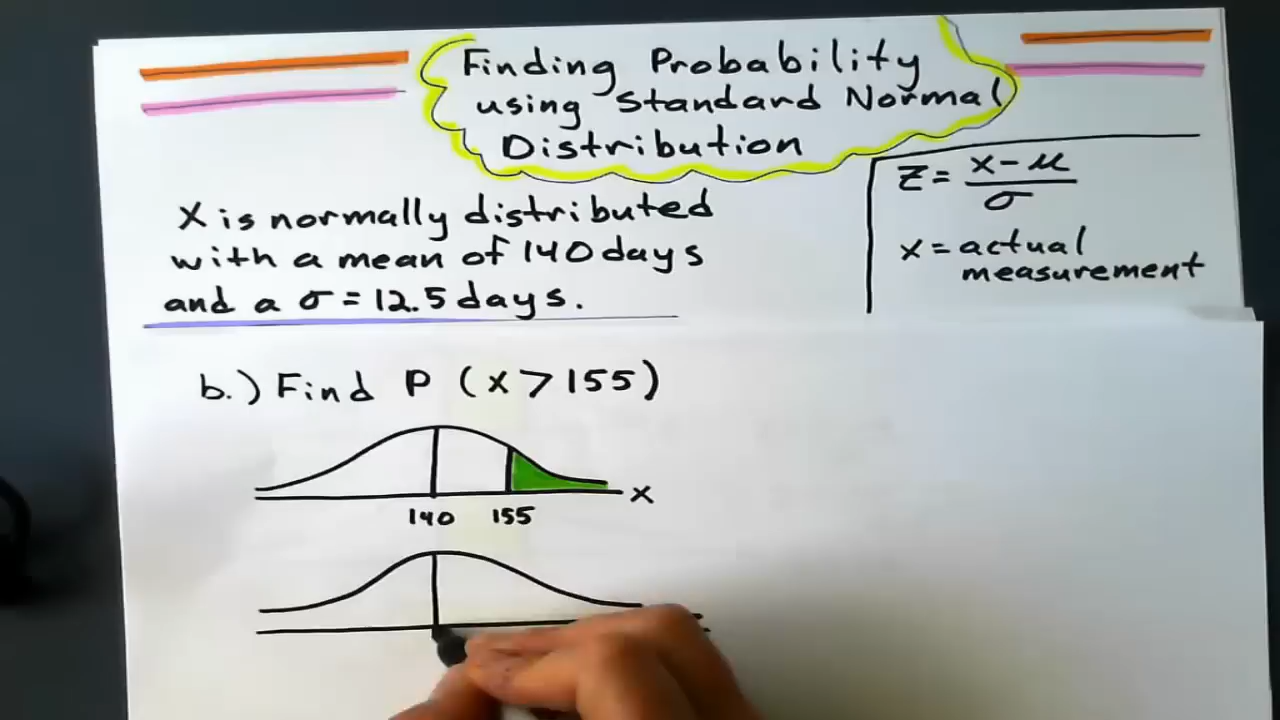 Finding Probability
using Standard Normal
Distribution
X is normally distributed
with a mean of 140 days
and a σ = 12.5 days.
z = x - μ
σ
x = actual
measurement
b.) Find P (x > 155)
x
140 155